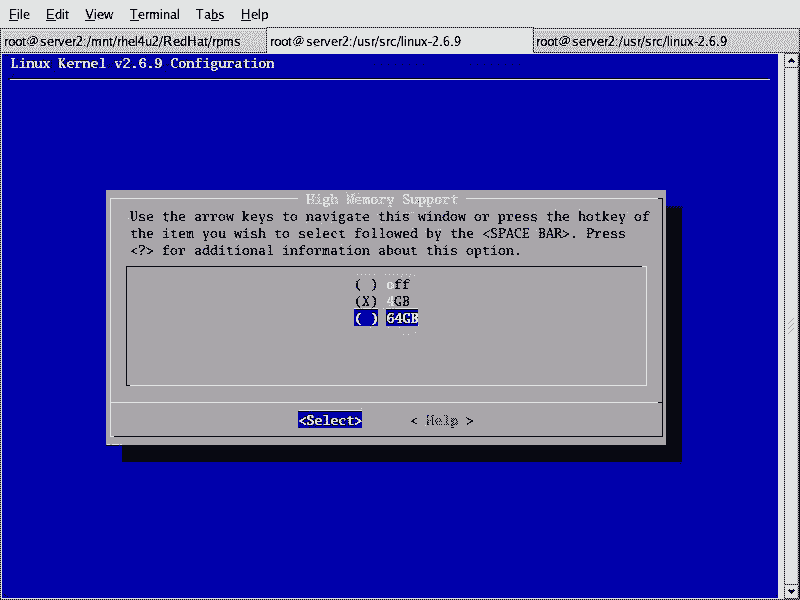 File Edit View Terminal Tabs Help
root@server2:/mnt/rhel4u2/RedHat/rpms root@server2:/usr/src/linux-2.6.9 root@server2:/usr/src/linux-2.6.9
Linux Kernel v2.6.9 Configuration
High Memory Support
Use the arrow keys to navigate this window or press the hotkey of
the item you wish to select followed by the <SPACE BAR>. Press
<?> for additional information about this option.
( ) off
(X) 4GB
( ) 64GB
<Select> < Help >